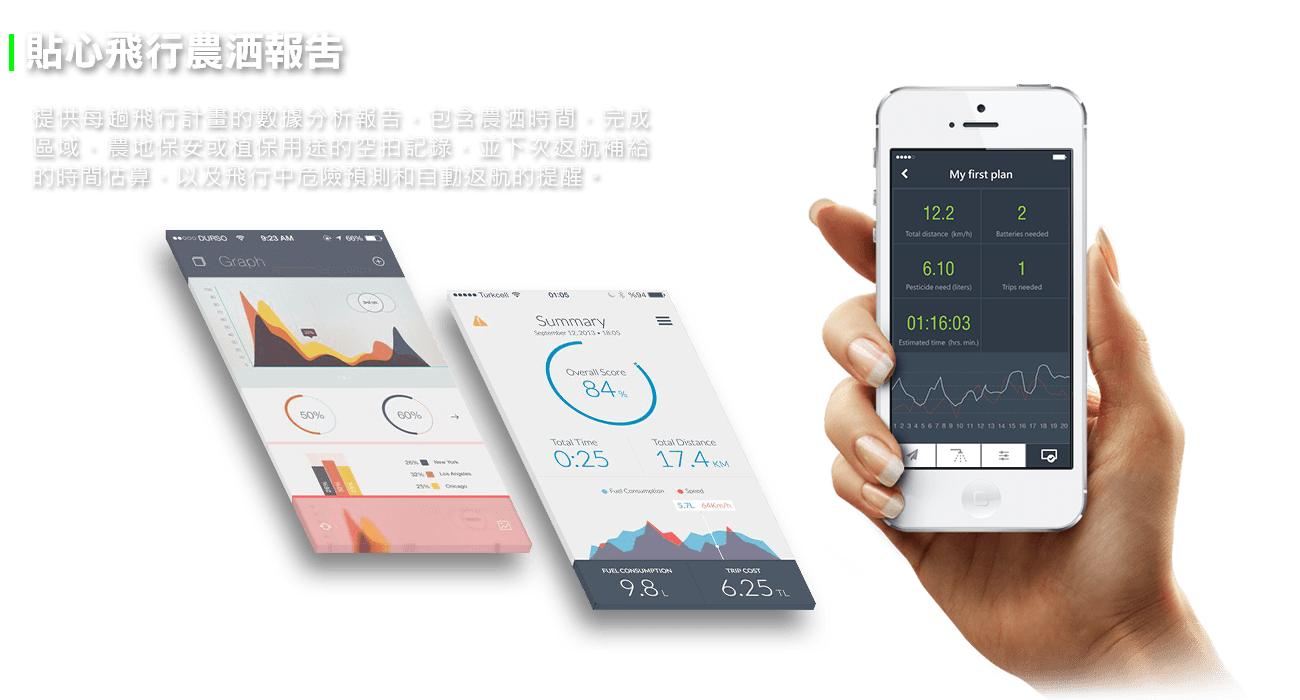 貼心飛行農洒報告
提供每趟飛行計畫的數據分析報告，包含農洒時間，完成
區域，農地保安或植保用途的空拍記錄，並下次返航補給
的時間估算，以及飛行中危險預測和自動返航的提醒。
DURSO 9:23 AM 66%
Graph
50% 60%
26% New York
32% Los Angeles
25% Chicago
Turkcell 01:05 %94
Summary
September 12, 2013 • 18:05
Overall Score
84 %
Total Time Total Distance
0:25 17.4 KM
Fuel Consumption Speed
5.7L 64Km/h
FUEL CONSUMPTION TRIP COST
9.8 L 6.25 TL
My first plan
12.2 2
Total distance (km/h) Batteries needed
6.10 1
Pesticide need (liters) Trips needed
01:16:03
Estimated time (hrs. min.)
1 2 3 4 5 6 7 8 9 10 11 12 13 14 15 16 17 18 19 20